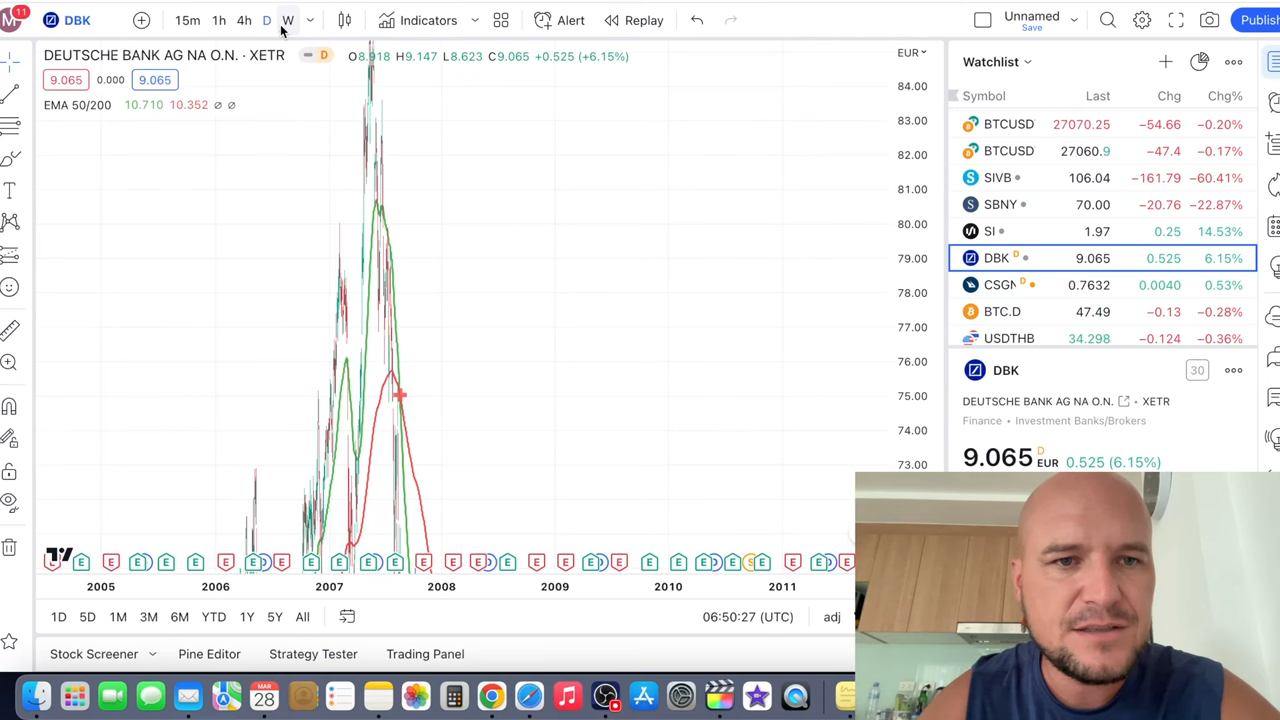 M 11 DBK 15m 1h 4h D W Indicators Alert Replay Unnamed Save Publish
DEUTSCHE BANK AG NA O.N. · XETR D O8.918 H9.147 L8.623 C9.065 +0.525 (+6.15%)
9.065 0.000 9.065
EMA 50/200 10.710 10.352 ∅ ∅
EUR
84.00
83.00
82.00
81.00
80.00
79.00
78.00
77.00
76.00
75.00
74.00
73.00
E E E E E E E E E E E E E E E E E E E E S E E E E
2005 2006 2007 2008 2009 2010 2011
1D 5D 1M 3M 6M YTD 1Y 5Y All 06:50:27 (UTC) adj
Stock Screener Pine Editor Strategy Tester Trading Panel
Watchlist
Symbol Last Chg Chg%
BTCUSD 27070.25 −54.66 −0.20%
BTCUSD 27060.9 −47.4 −0.17%
SIVB 106.04 −161.79 −60.41%
SBNY 70.00 −20.76 −22.87%
SI 1.97 0.25 14.53%
DBK D 9.065 0.525 6.15%
CSGN D 0.7632 0.0040 0.53%
BTC.D 47.49 −0.13 −0.28%
USDTHB 34.298 −0.124 −0.36%
DBK 30
DEUTSCHE BANK AG NA O.N. · XETR
Finance · Investment Banks/Brokers
9.065 D EUR 0.525 (6.15%)
MAR 28